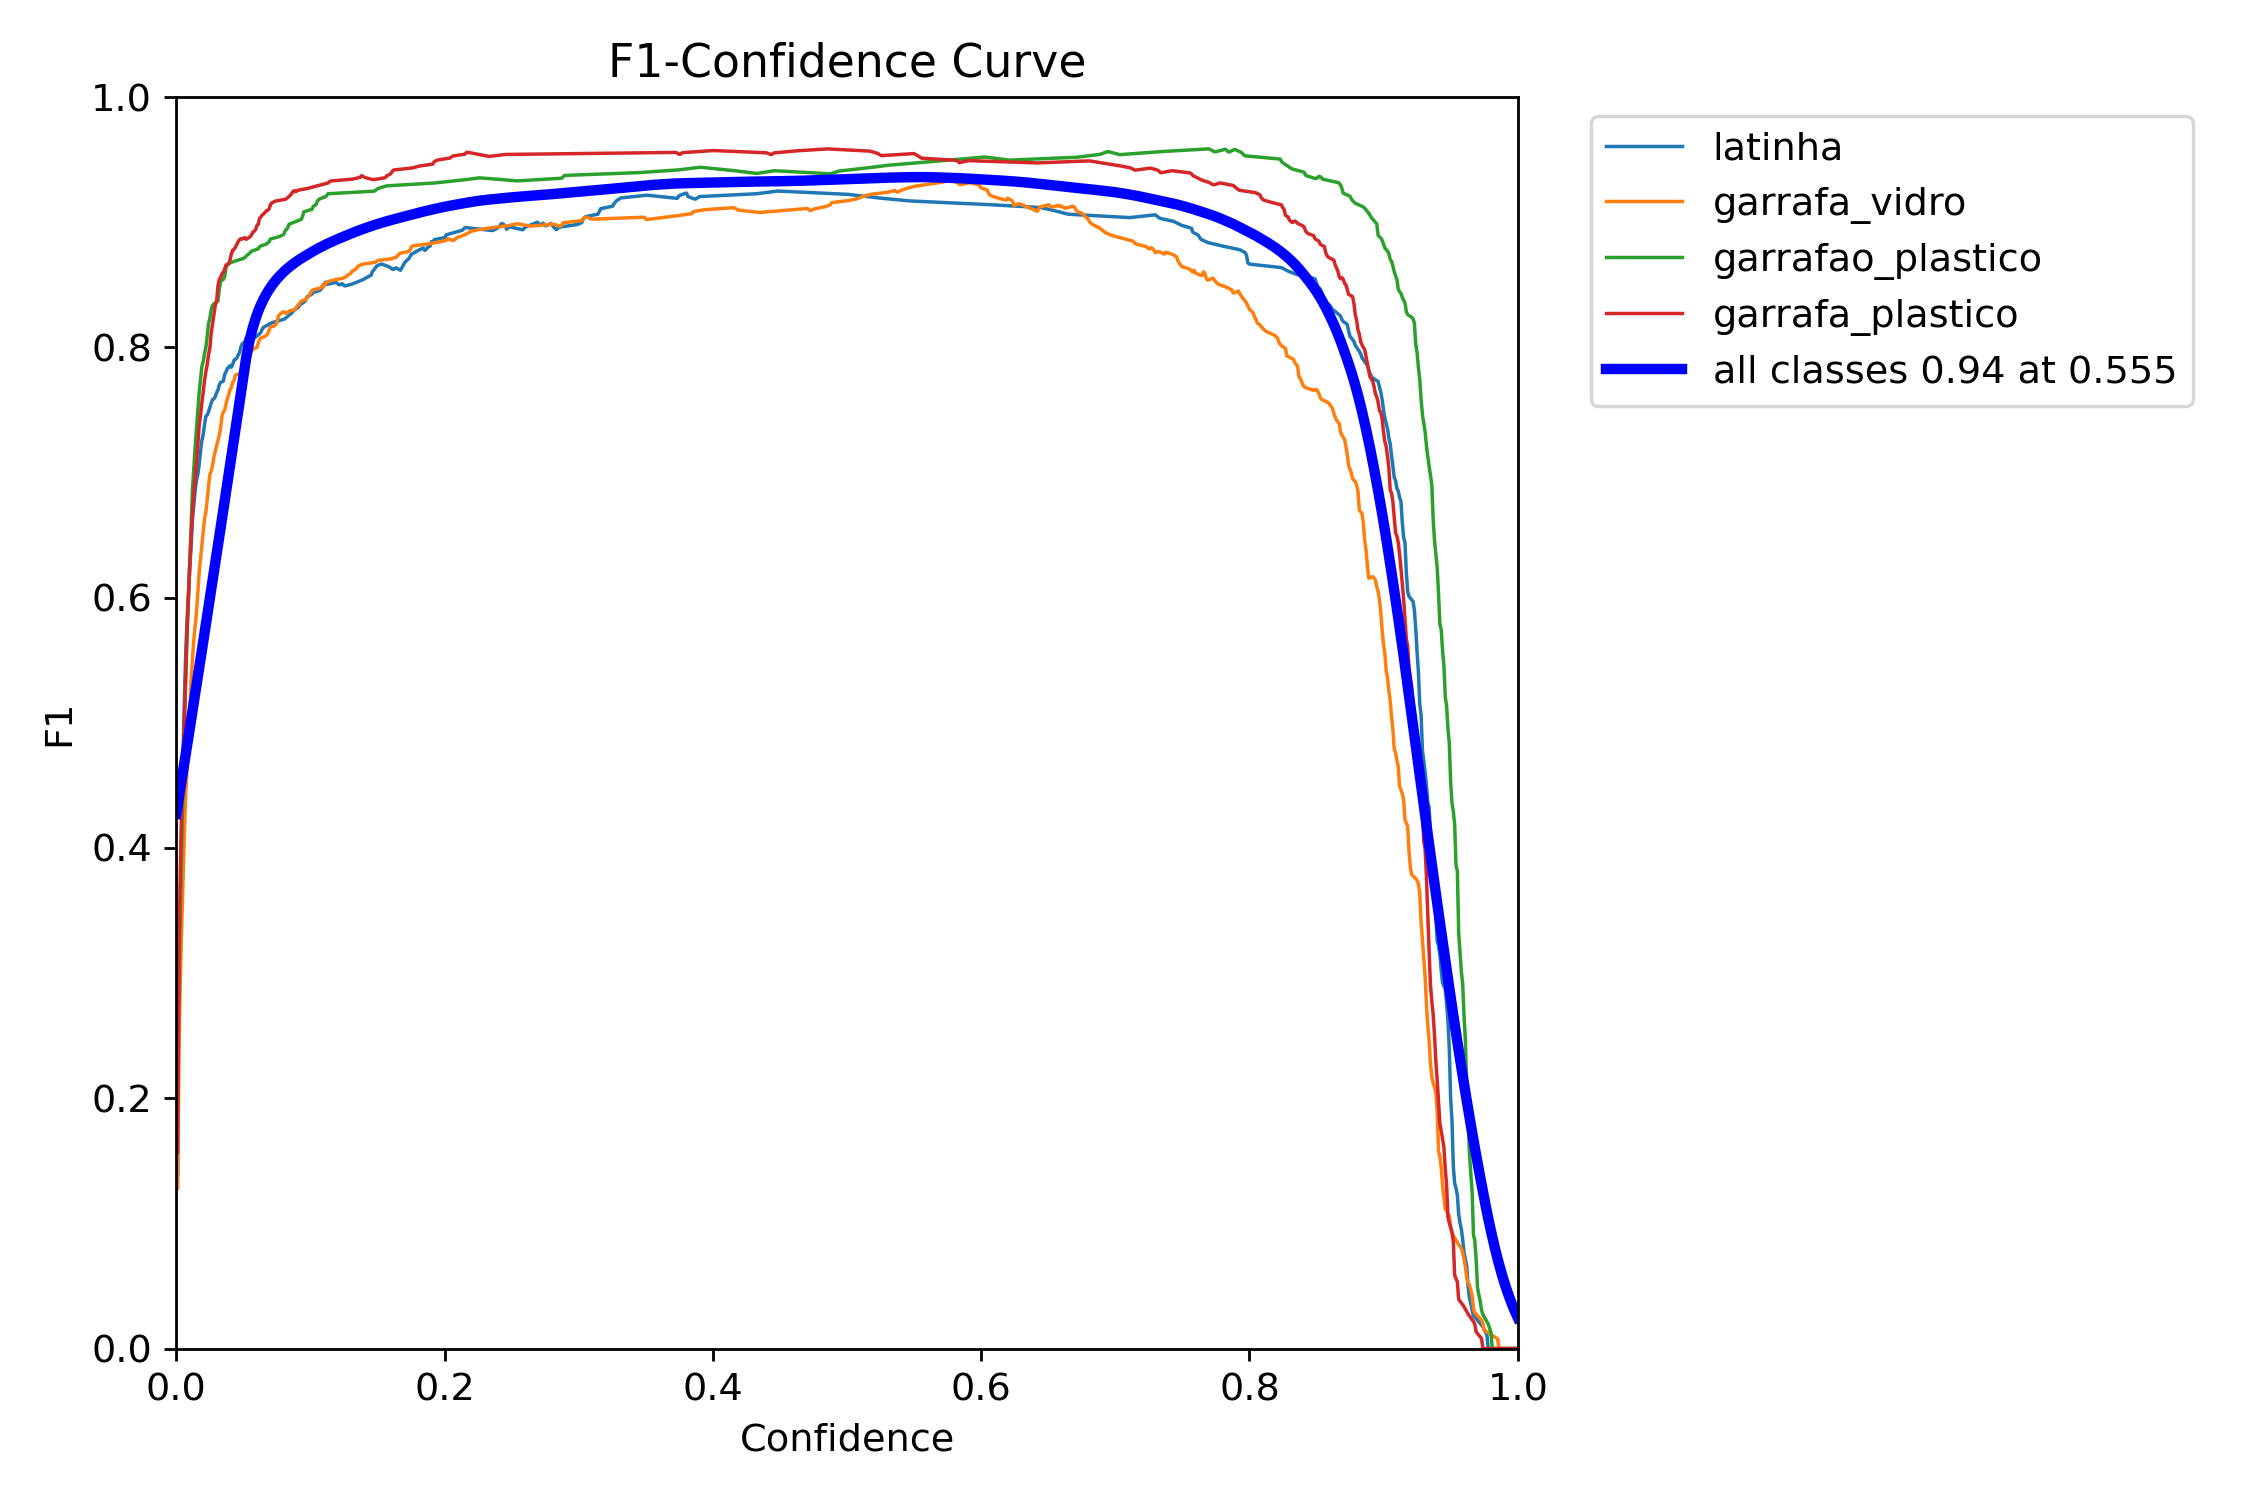 F1-Confidence Curve
1.0
0.8
0.6
0.4
0.2
0.0
F1
0.0 0.2 0.4 0.6 0.8 1.0
Confidence
latinha
garrafa_vidro
garrafao_plastico
garrafa_plastico
all classes 0.94 at 0.555